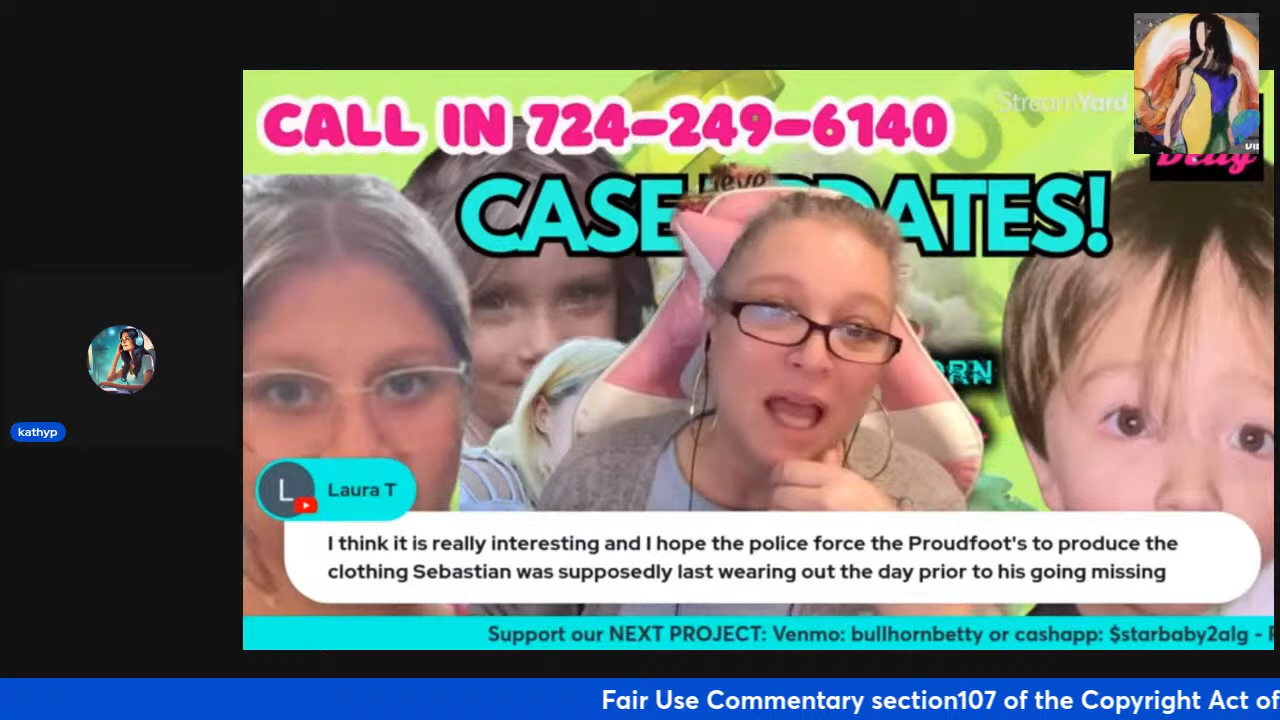 CALL IN 724-249-6140
StreamYard
CASE
ATES!
L
Laura T
I think it is really interesting and I hope the police force the Proudfoot's to produce the
clothing Sebastian was supposedly last wearing out the day prior to his going missing
kathyp
Support our NEXT PROJECT: Venmo: bullhornbetty or cashapp: $starbaby2alg -
Fair Use Commentary section107 of the Copyright Act of